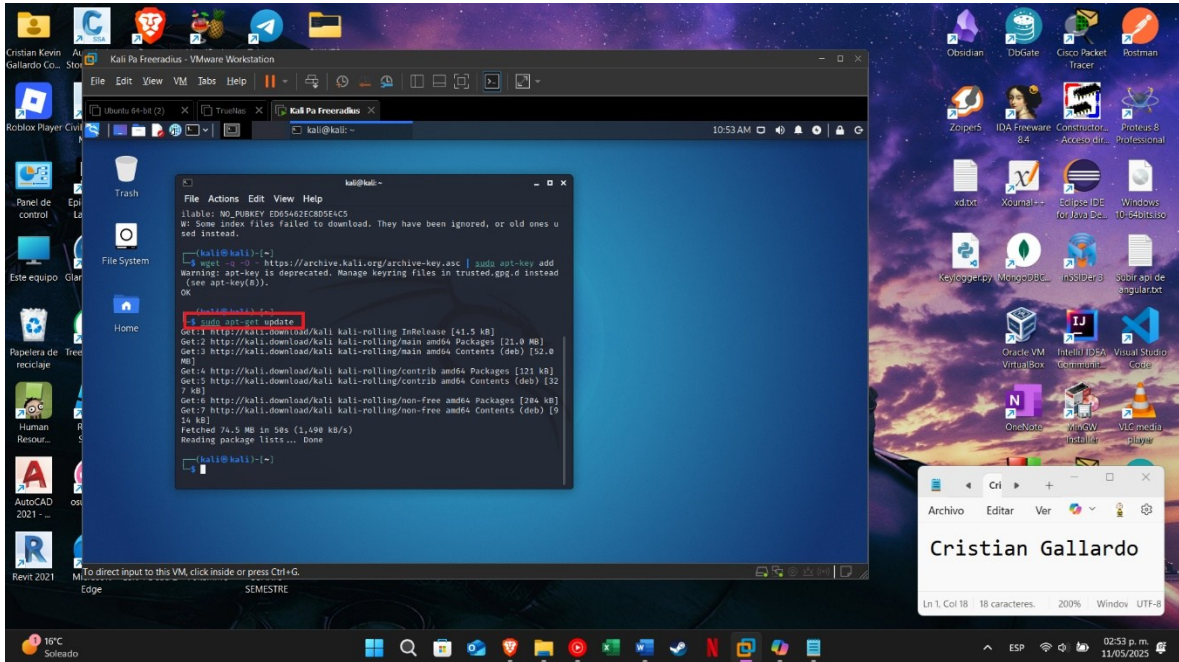 Cristian Kevin
Gallardo Co...
Roblox Player
Panel de
control
Este equipo
Papelera de
reciclaje
Human
Resour...
AutoCAD
2021 - ...
Revit 2021
Edge
SEMESTRE
Kali Pa Freeradius - VMware Workstation
File Edit View VM Tabs Help
Ubuntu 64-bit (2)
TrueNas
Kali Pa Freeradius
kali@kali: ~
10:53 AM
Trash
File System
Home
kali@kali: ~
File Actions Edit View Help
ilable: NO_PUBKEY ED65462EC8D5E4C5
W: Some index files failed to download. They have been ignored, or old ones u
sed instead.
(kali㉿kali)-[~]
$ wget -q -O - https://archive.kali.org/archive-key.asc | sudo apt-key add
Warning: apt-key is deprecated. Manage keyring files in trusted.gpg.d instead
(see apt-key(8)).
OK
(kali㉿kali)-[~]
$ sudo apt-get update
Get:1 http://kali.download/kali kali-rolling InRelease [41.5 kB]
Get:2 http://kali.download/kali kali-rolling/main amd64 Packages [21.0 MB]
Get:3 http://kali.download/kali kali-rolling/main amd64 Contents (deb) [52.0
MB]
Get:4 http://kali.download/kali kali-rolling/contrib amd64 Packages [121 kB]
Get:5 http://kali.download/kali kali-rolling/contrib amd64 Contents (deb) [32
7 kB]
Get:6 http://kali.download/kali kali-rolling/non-free amd64 Packages [204 kB]
Get:7 http://kali.download/kali kali-rolling/non-free amd64 Contents (deb) [9
14 kB]
Fetched 74.5 MB in 50s (1,490 kB/s)
Reading package lists... Done
(kali㉿kali)-[~]
$
To direct input to this VM, click inside or press Ctrl+G.
Obsidian
DbGate
Cisco Packet
Tracer
Postman
Zoiper5
IDA Freeware
8.4
Constructor...
- Acceso dir...
Proteus 8
Professional
xd.txt
Xournal++
Eclipse IDE
for Java De...
Windows
10-64bits.iso
Keylogger.py
MongoDBC...
inSSIDer3
Subir api de
angular.txt
Oracle VM
VirtualBox
IntelliJ IDEA
Communit...
Visual Studio
Code
OneNote
MinGW
Installer
VLC media
player
Cri
Archivo Editar Ver
Cristian Gallardo
Ln 1, Col 18 18 caracteres. 200% Window UTF-8
16°C
Soleado
ESP
02:53 p. m.
11/05/2025